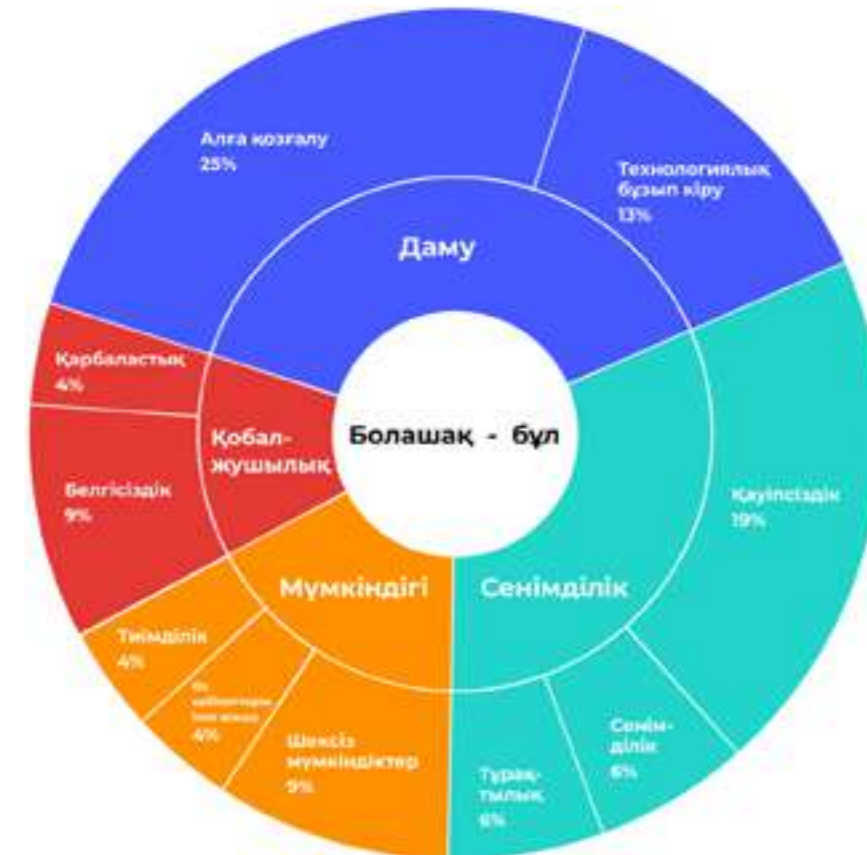 Алға қозғалу
25%
Технологиялық
бұзып кіру
13%
Даму
Қарбаластық
4%
Қобал-
жушылық
Болашақ - бұл
Белгісіздік
9%
Қауіпсіздік
19%
Мүмкіндігі
Сенімділік
Тиімділік
4%
4%
Шексіз
мүмкіндіктер
9%
Сенім-
ділік
6%
Тұрақ-
тылық
6%